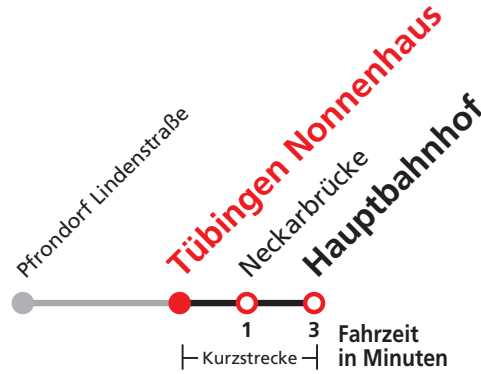 Pfrondorf Lindenstraße
Tübingen Nonnenhaus
Neckarbrücke
Hauptbahnhof
1 3 Fahrzeit
Kurzstrecke in Minuten